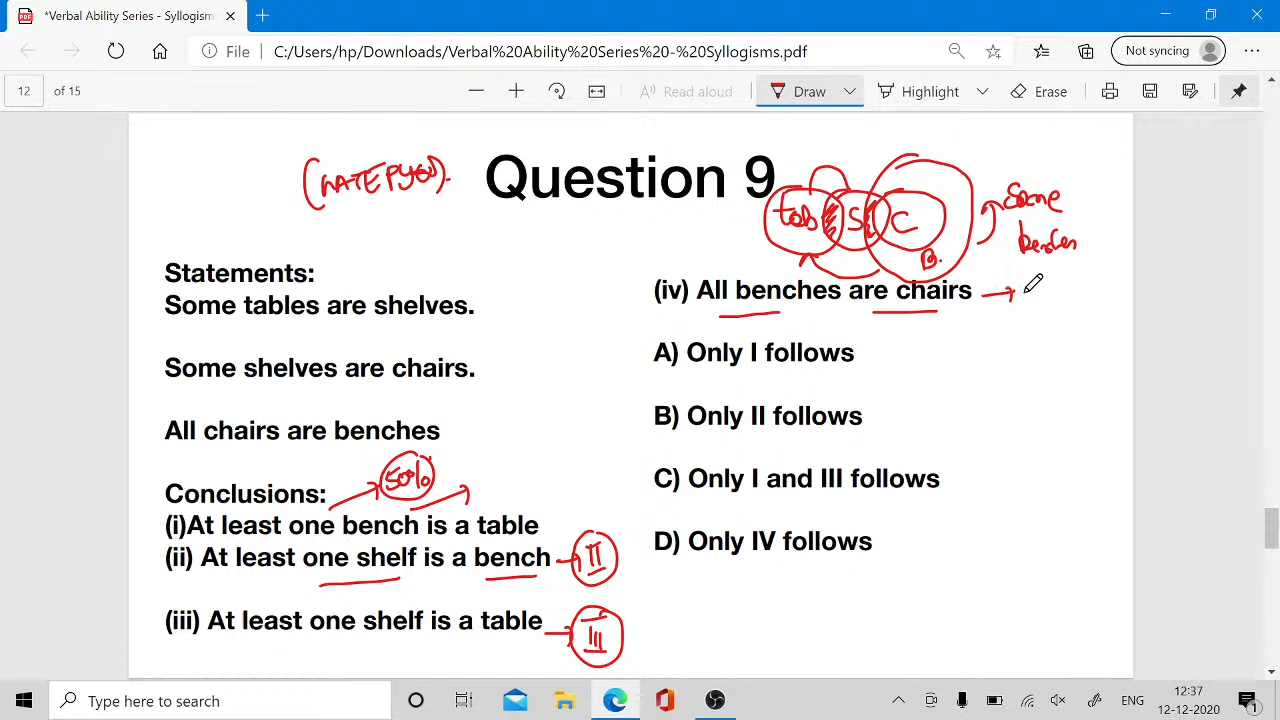 *Verbal Ability Series - Syllogism
File
C:/Users/hp/Downloads/Verbal%20Ability%20Series%20-%20Syllogisms.pdf
Not syncing
12 of 15
Read aloud
Draw
Highlight
Erase
Question 9
tab S C
B.
Some
Statements:
Some tables are shelves.
Some shelves are chairs.
All chairs are benches
50%
Conclusions:
(i)At least one bench is a table
(ii) At least one shelf is a bench
II
(iii) At least one shelf is a table
III
(iv) All benches are chairs
A) Only I follows
B) Only II follows
C) Only I and III follows
D) Only IV follows
Type here to search
ENG
12:37
12-12-2020
1